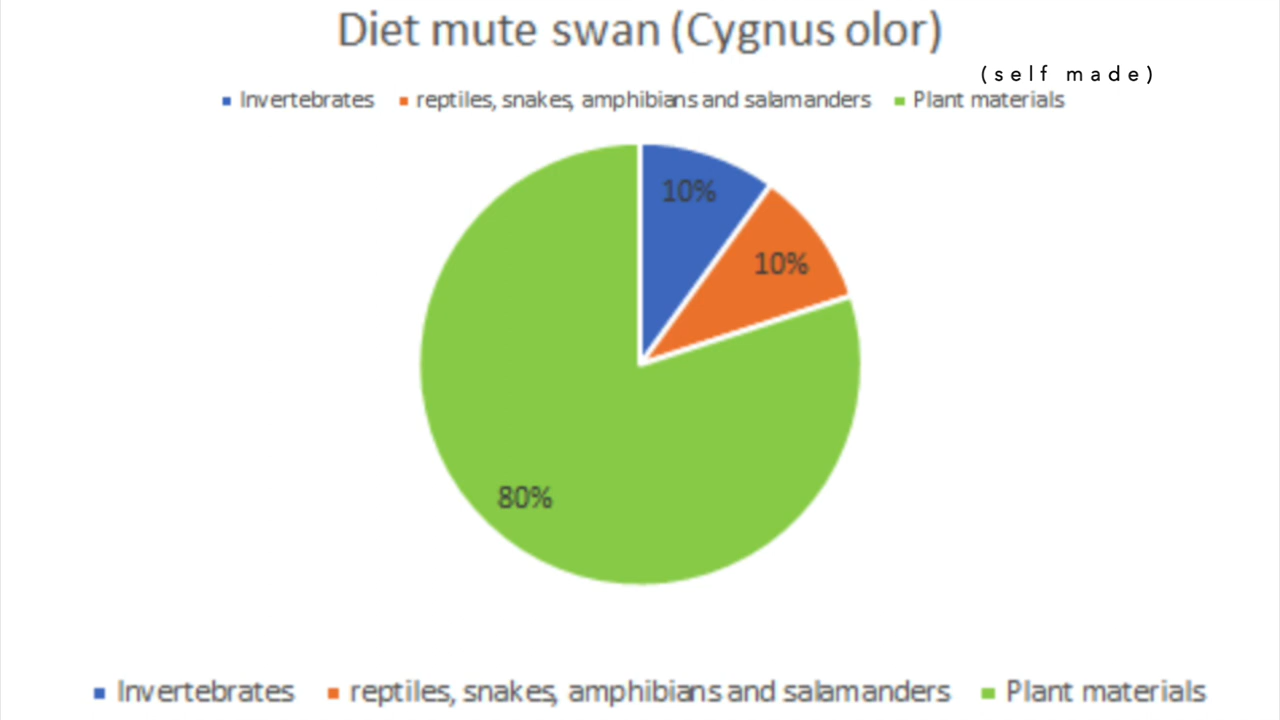 Diet mute swan (Cygnus olor)
(self made)
Invertebrates reptiles, snakes, amphibians and salamanders Plant materials
10%
10%
80%
Invertebrates reptiles, snakes, amphibians and salamanders Plant materials